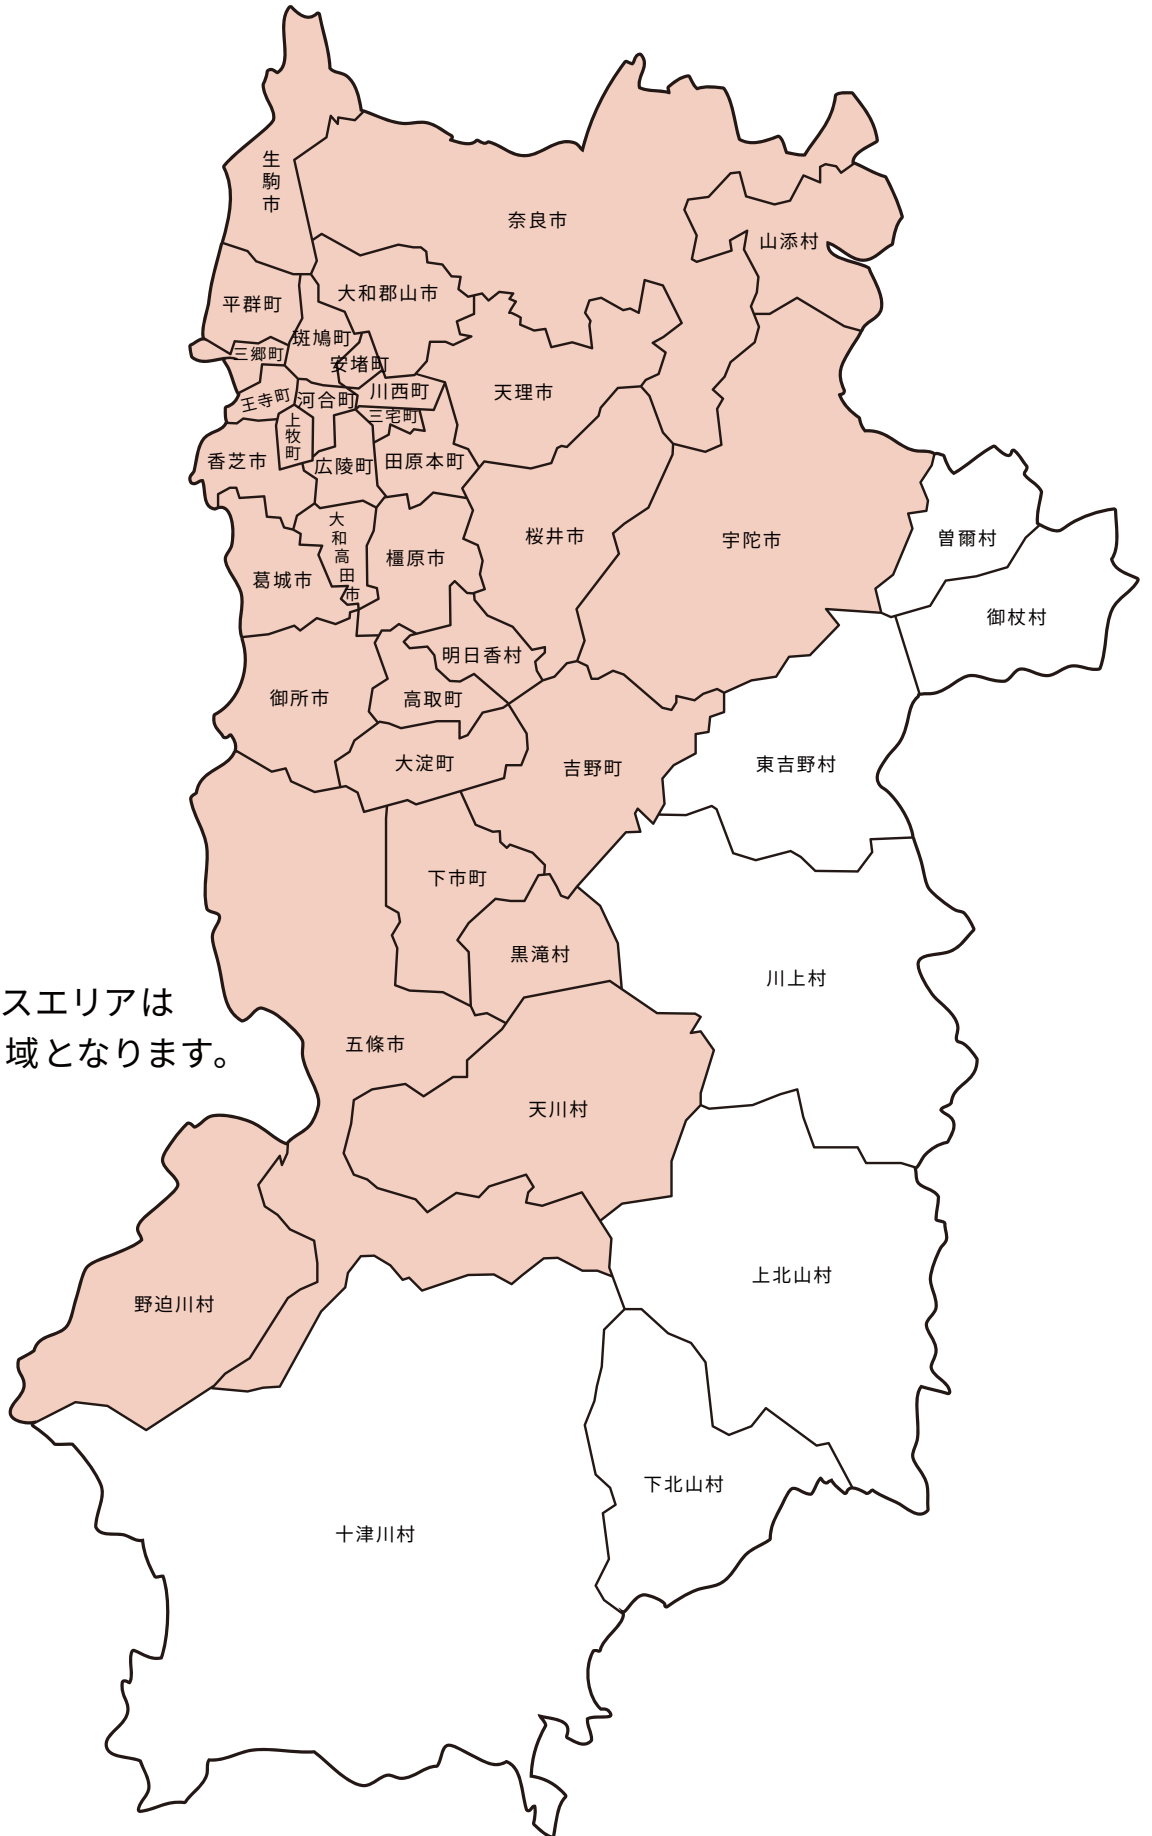 生駒市
奈良市
山添村
大和郡山市
平群町
斑鳩町
三郷町
安堵町
川西町
天理市
王寺町
河合町
三宅町
上牧町
香芝市
広陵町
田原本町
大和高田市
桜井市
宇陀市
曽爾村
橿原市
葛城市
御杖村
明日香村
御所市
高取町
大淀町
吉野町
東吉野村
下市町
黒滝村
川上村
スエリアは
域となります。
五條市
天川村
上北山村
野迫川村
下北山村
十津川村